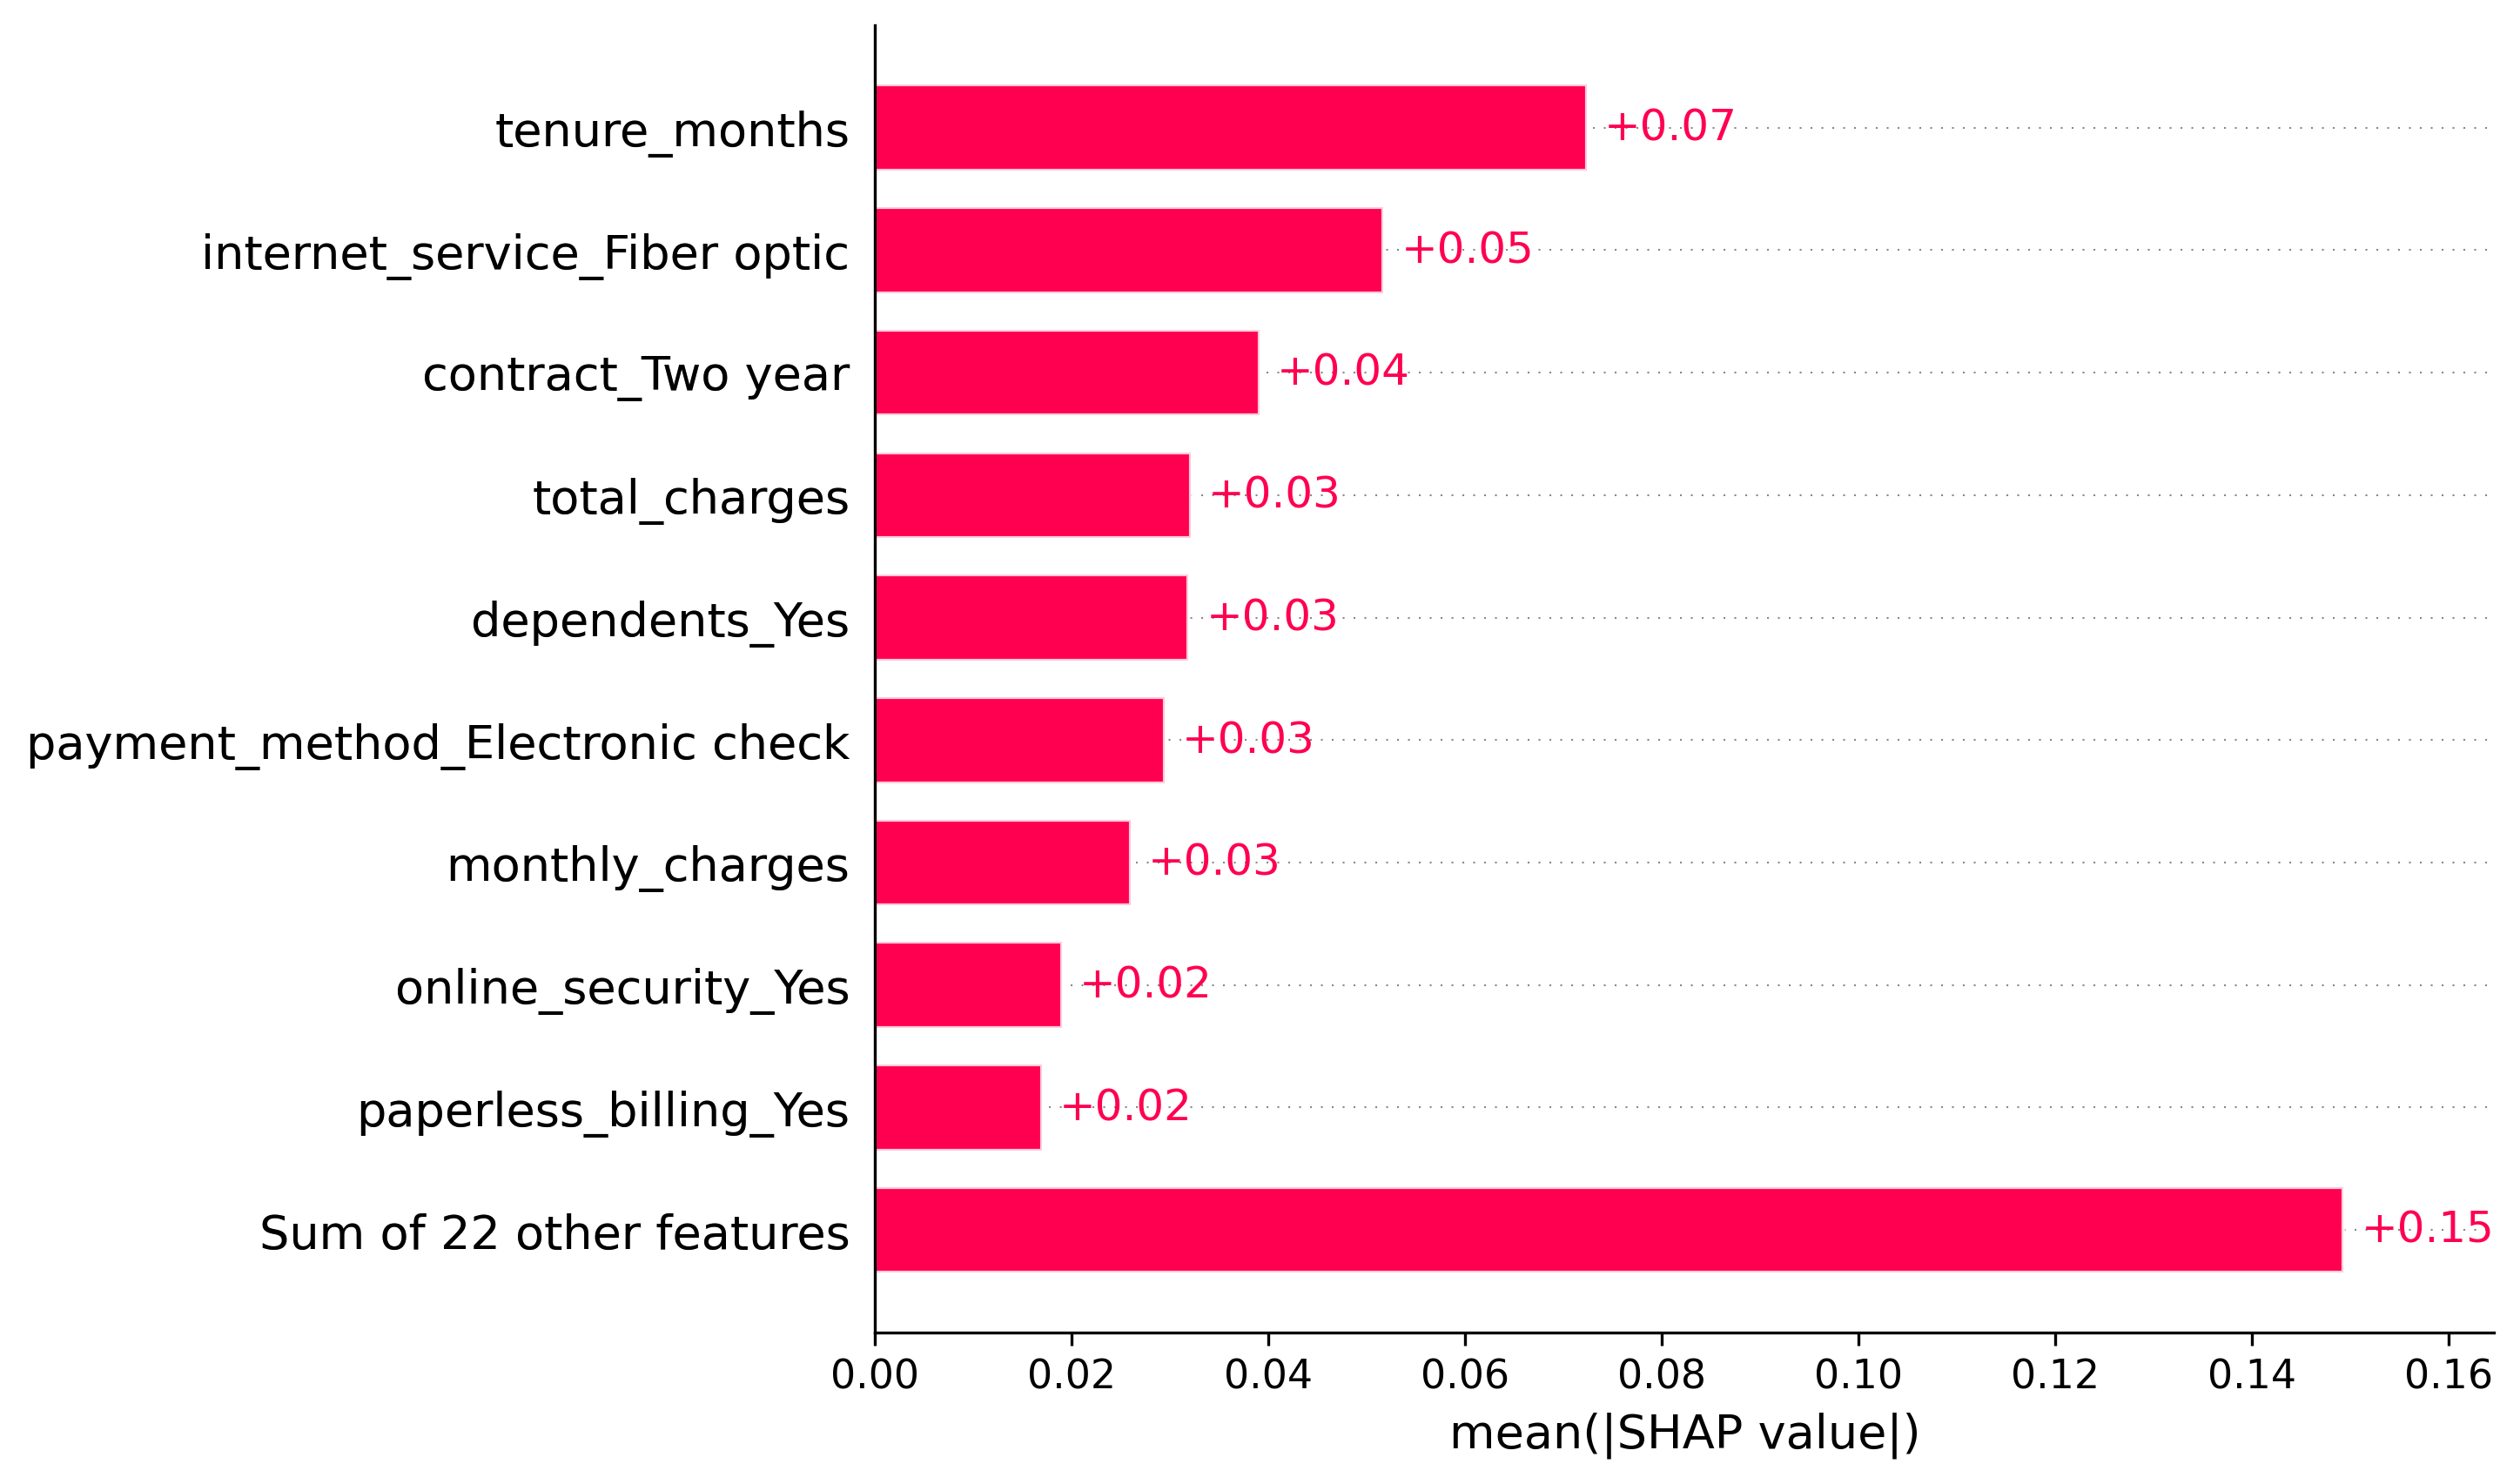 tenure_months +0.07
internet_service_Fiber optic +0.05
contract_Two year +0.04
total_charges +0.03
dependents_Yes +0.03
payment_method_Electronic check +0.03
monthly_charges +0.03
online_security_Yes +0.02
paperless_billing_Yes +0.02
Sum of 22 other features +0.15
0.00 0.02 0.04 0.06 0.08 0.10 0.12 0.14 0.16
mean(|SHAP value|)